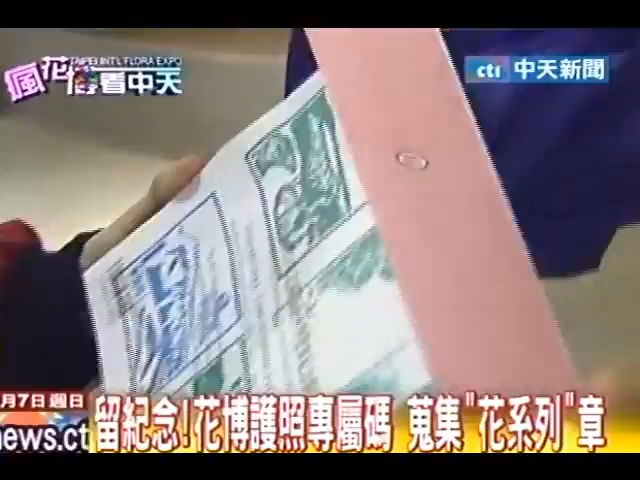 TAIPEI INT'L FLORA EXPO
瘋花博看中天
cti 中天新聞
月7日週日
留紀念!花博護照專屬碼 蒐集"花系列"章
news.ct